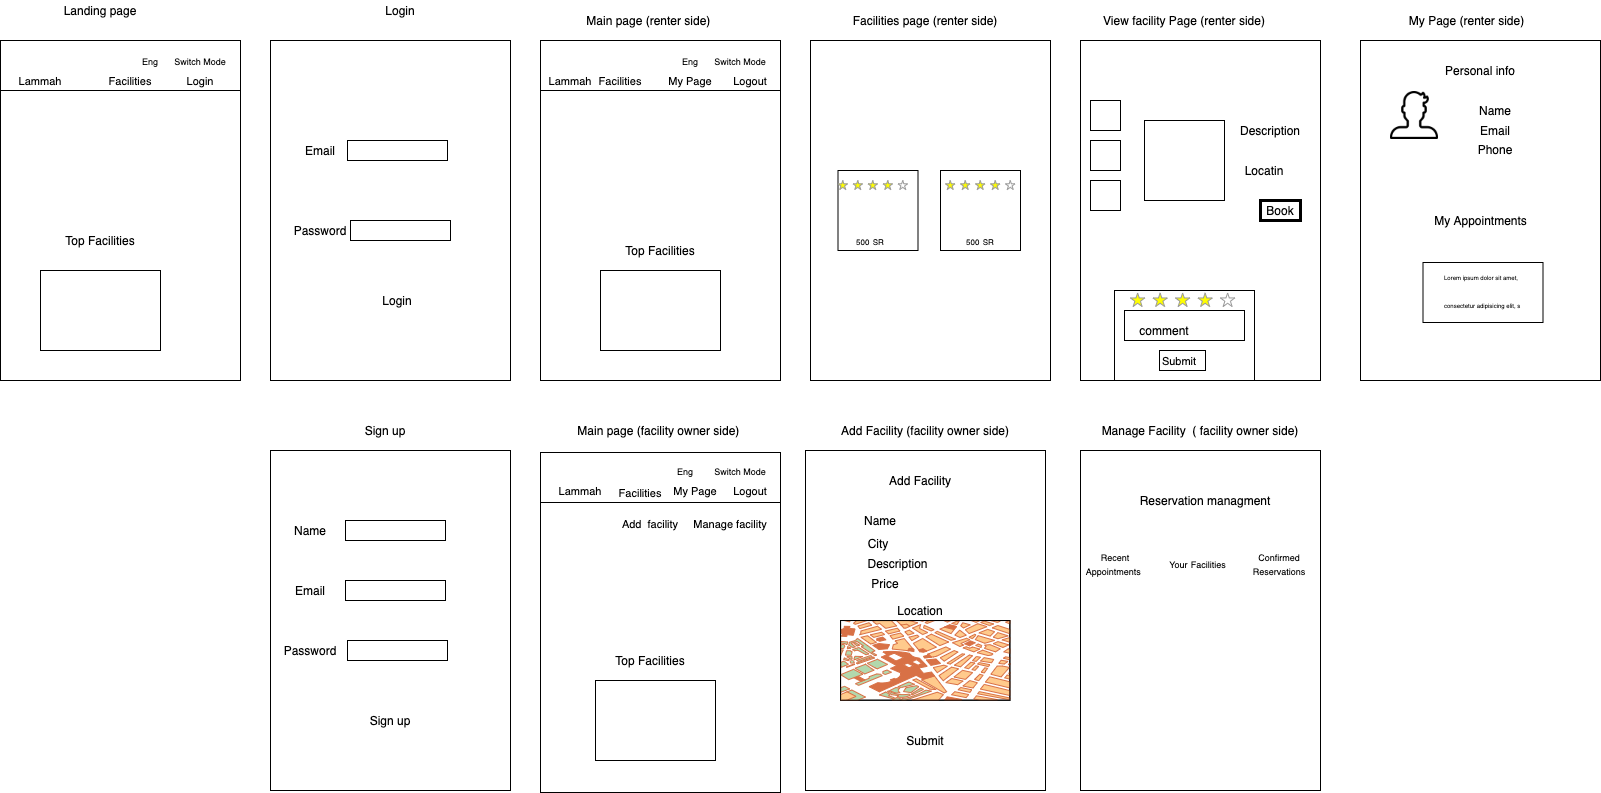 Landing page
Eng Switch Mode
Lammah Facilities Login
Top Facilities
Login
Email
Password
Login
Main page (renter side)
Eng Switch Mode
Lammah Facilities My Page Logout
Top Facilities
Facilities page (renter side)
500 SR
500 SR
View facility Page (renter side)
Description
Locatin
Book
comment
Submit
My Page (renter side)
Personal info
Name
Email
Phone
My Appointments
Lorem ipsum dolor sit amet,
consectetur adipisicing elit, s
Sign up
Name
Email
Password
Sign up
Main page (facility owner side)
Eng Switch Mode
Lammah Facilities My Page Logout
Add facility Manage facility
Top Facilities
Add Facility (facility owner side)
Add Facility
Name
City
Description
Price
Location
Submit
Manage Facility ( facility owner side)
Reservation managment
Recent
Appointments
Your Facilities
Confirmed
Reservations